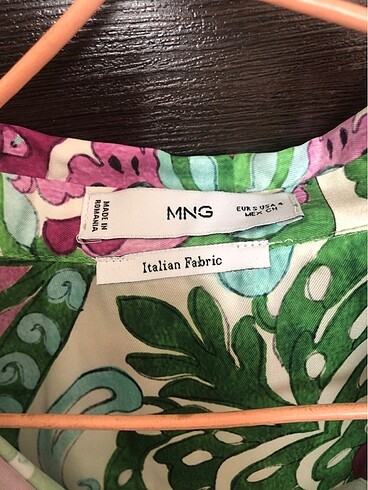 MADE IN
ROMANIA
MNG
EUR S USA 4
MEX CH
Italian Fabric